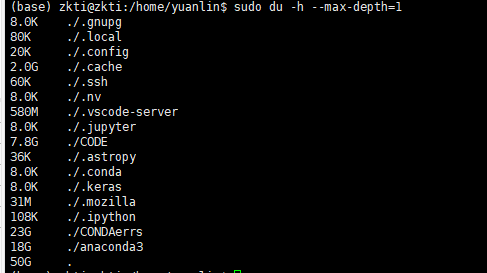 (base) zkti@zkti:/home/yuanlin$ sudo du -h --max-depth=1
8.0K ./.gnupg
80K ./.local
20K ./.config
2.0G ./.cache
60K ./.ssh
8.0K ./.nv
580M ./.vscode-server
8.0K ./.jupyter
7.8G ./CODE
36K ./.astropy
8.0K ./.conda
8.0K ./.keras
31M ./.mozilla
108K ./.ipython
23G ./CONDAerrs
18G ./anaconda3
50G .